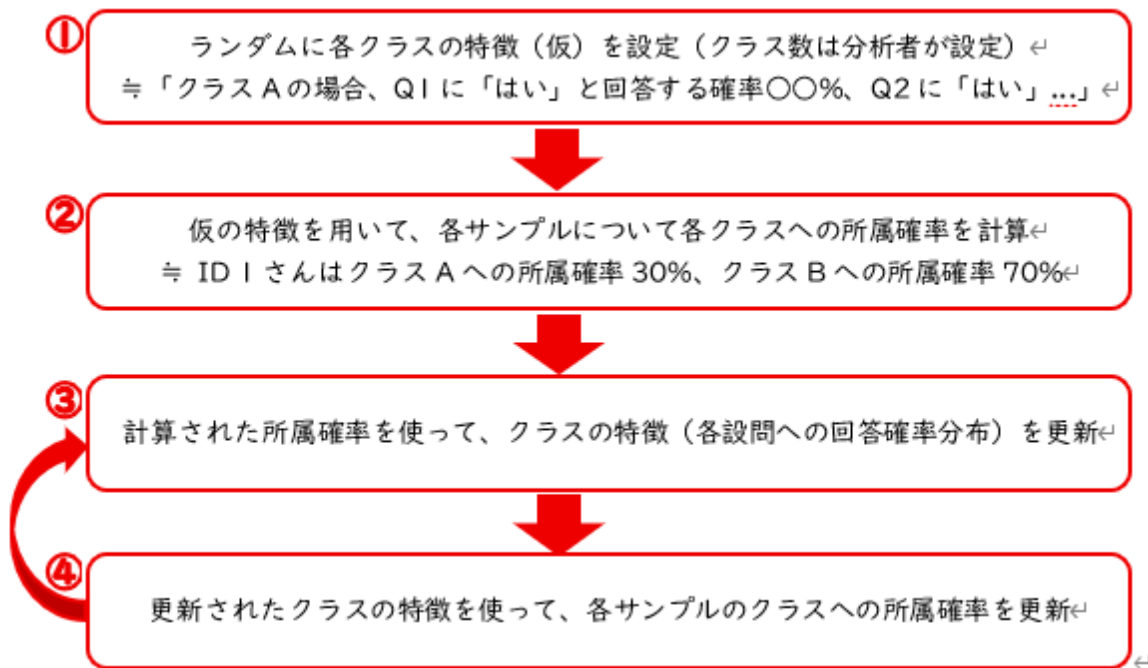 ①
ランダムに各クラスの特徴（仮）を設定（クラス数は分析者が設定）↵
≒「クラスAの場合、Q1に「はい」と回答する確率○○%、Q2に「はい」…」↵
②
仮の特徴を用いて、各サンプルについて各クラスへの所属確率を計算↵
≒ ID1さんはクラスAへの所属確率30%、クラスBへの所属確率70%↵
③
計算された所属確率を使って、クラスの特徴（各設問への回答確率分布）を更新↵
④
更新されたクラスの特徴を使って、各サンプルのクラスへの所属確率を更新↵
↵